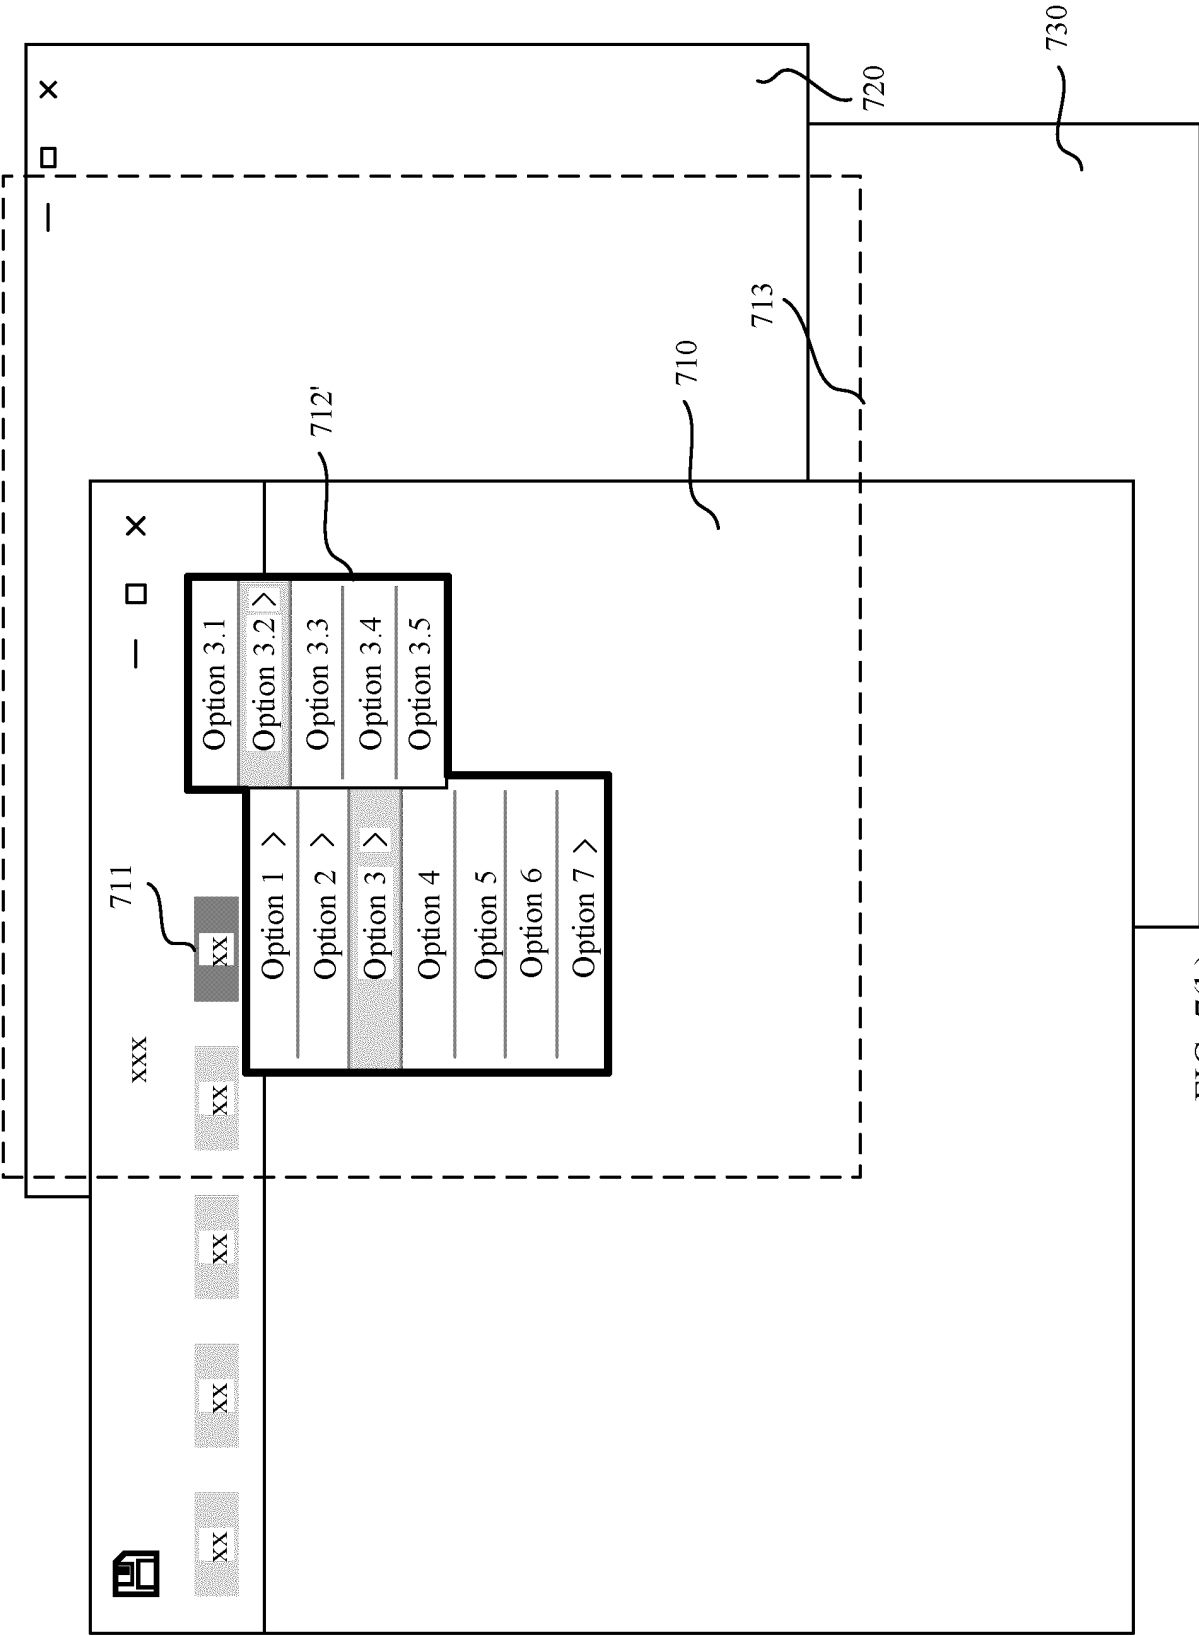 xxx
711
xx
xx
xx
xx
xx
Option 1 >
Option 2 >
Option 3 >
Option 4
Option 5
Option 6
Option 7 >
Option 3.1
Option 3.2 >
Option 3.3
Option 3.4
Option 3.5
712'
710
713
720
730